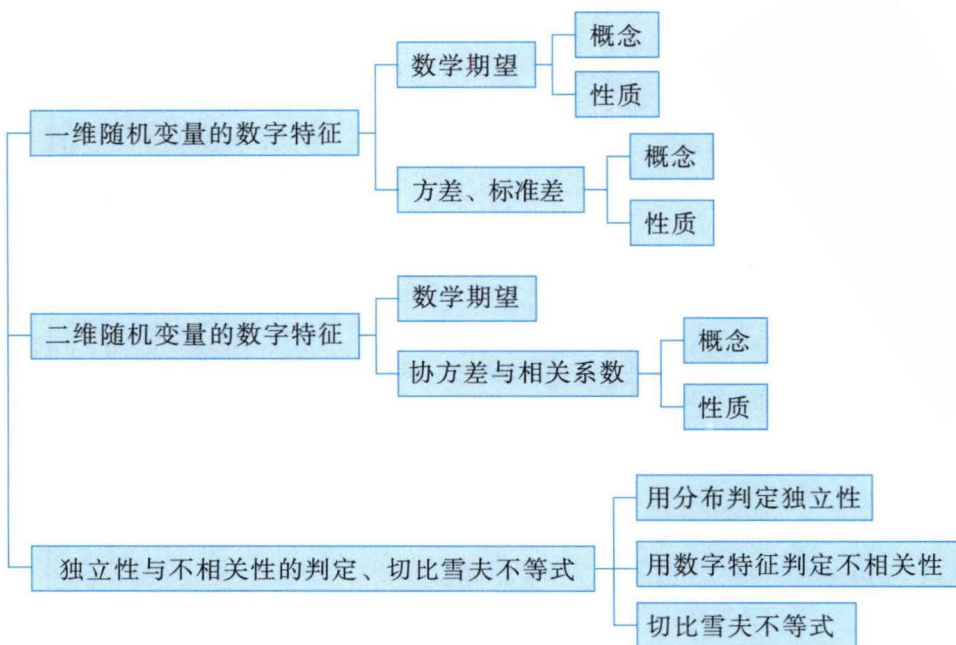 一维随机变量的数字特征
数学期望
概念
性质
方差、标准差
概念
性质
二维随机变量的数字特征
数学期望
协方差与相关系数
概念
性质
独立性与不相关性的判定、切比雪夫不等式
用分布判定独立性
用数字特征判定不相关性
切比雪夫不等式